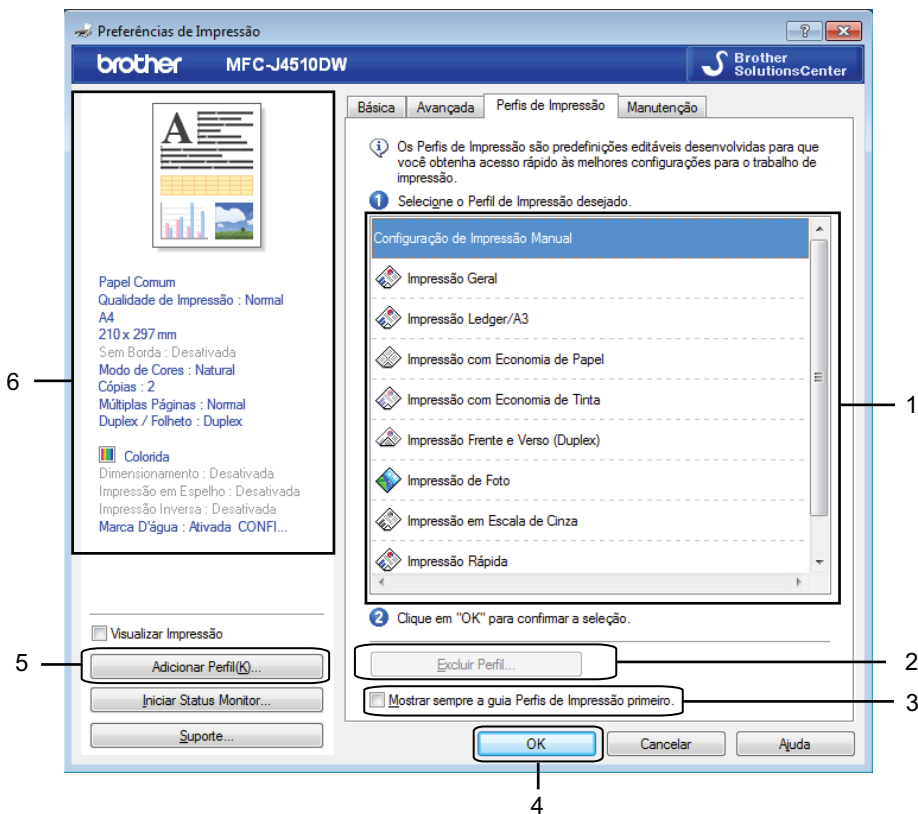 Preferências de Impressão
brother MFC-J4510DW
Brother
SolutionsCenter
A
Papel Comum
Qualidade de Impressão : Normal
A4
210 x 297 mm
Sem Borda : Desativada
Modo de Cores : Natural
Cópias : 2
Múltiplas Páginas : Normal
Duplex / Folheto : Duplex
Colorida
Dimensionamento : Desativada
Impressão em Espelho : Desativada
Impressão Inversa : Desativada
Marca D'água : Ativada CONFI...
6
Visualizar Impressão
5
Adicionar Perfil(K)...
Iniciar Status Monitor...
Suporte...
Básica Avançada Perfis de Impressão Manutenção
Os Perfis de Impressão são predefinições editáveis desenvolvidas para que
você obtenha acesso rápido às melhores configurações para o trabalho de
impressão.
1 Selecione o Perfil de Impressão desejado.
Configuração de Impressão Manual
Impressão Geral
Impressão Ledger/A3
Impressão com Economia de Papel
Impressão com Economia de Tinta
Impressão Frente e Verso (Duplex)
Impressão de Foto
Impressão em Escala de Cinza
Impressão Rápida
1
2 Clique em "OK" para confirmar a seleção.
Excluir Perfil...
2
Mostrar sempre a guia Perfis de Impressão primeiro.
3
OK Cancelar Ajuda
4